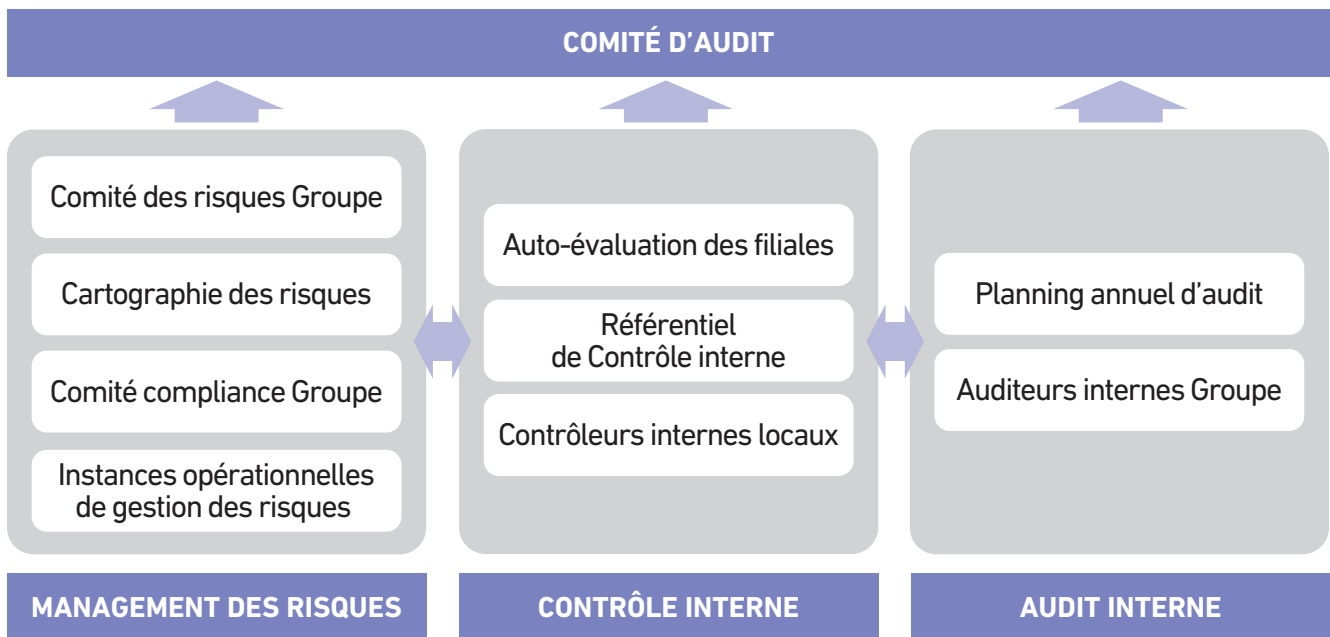 COMITÉ D’AUDIT
Comité des risques Groupe
Cartographie des risques
Comité compliance Groupe
Instances opérationnelles
de gestion des risques
MANAGEMENT DES RISQUES
Auto-évaluation des filiales
Référentiel
de Contrôle interne
Contrôleurs internes locaux
CONTRÔLE INTERNE
Planning annuel d’audit
Auditeurs internes Groupe
AUDIT INTERNE